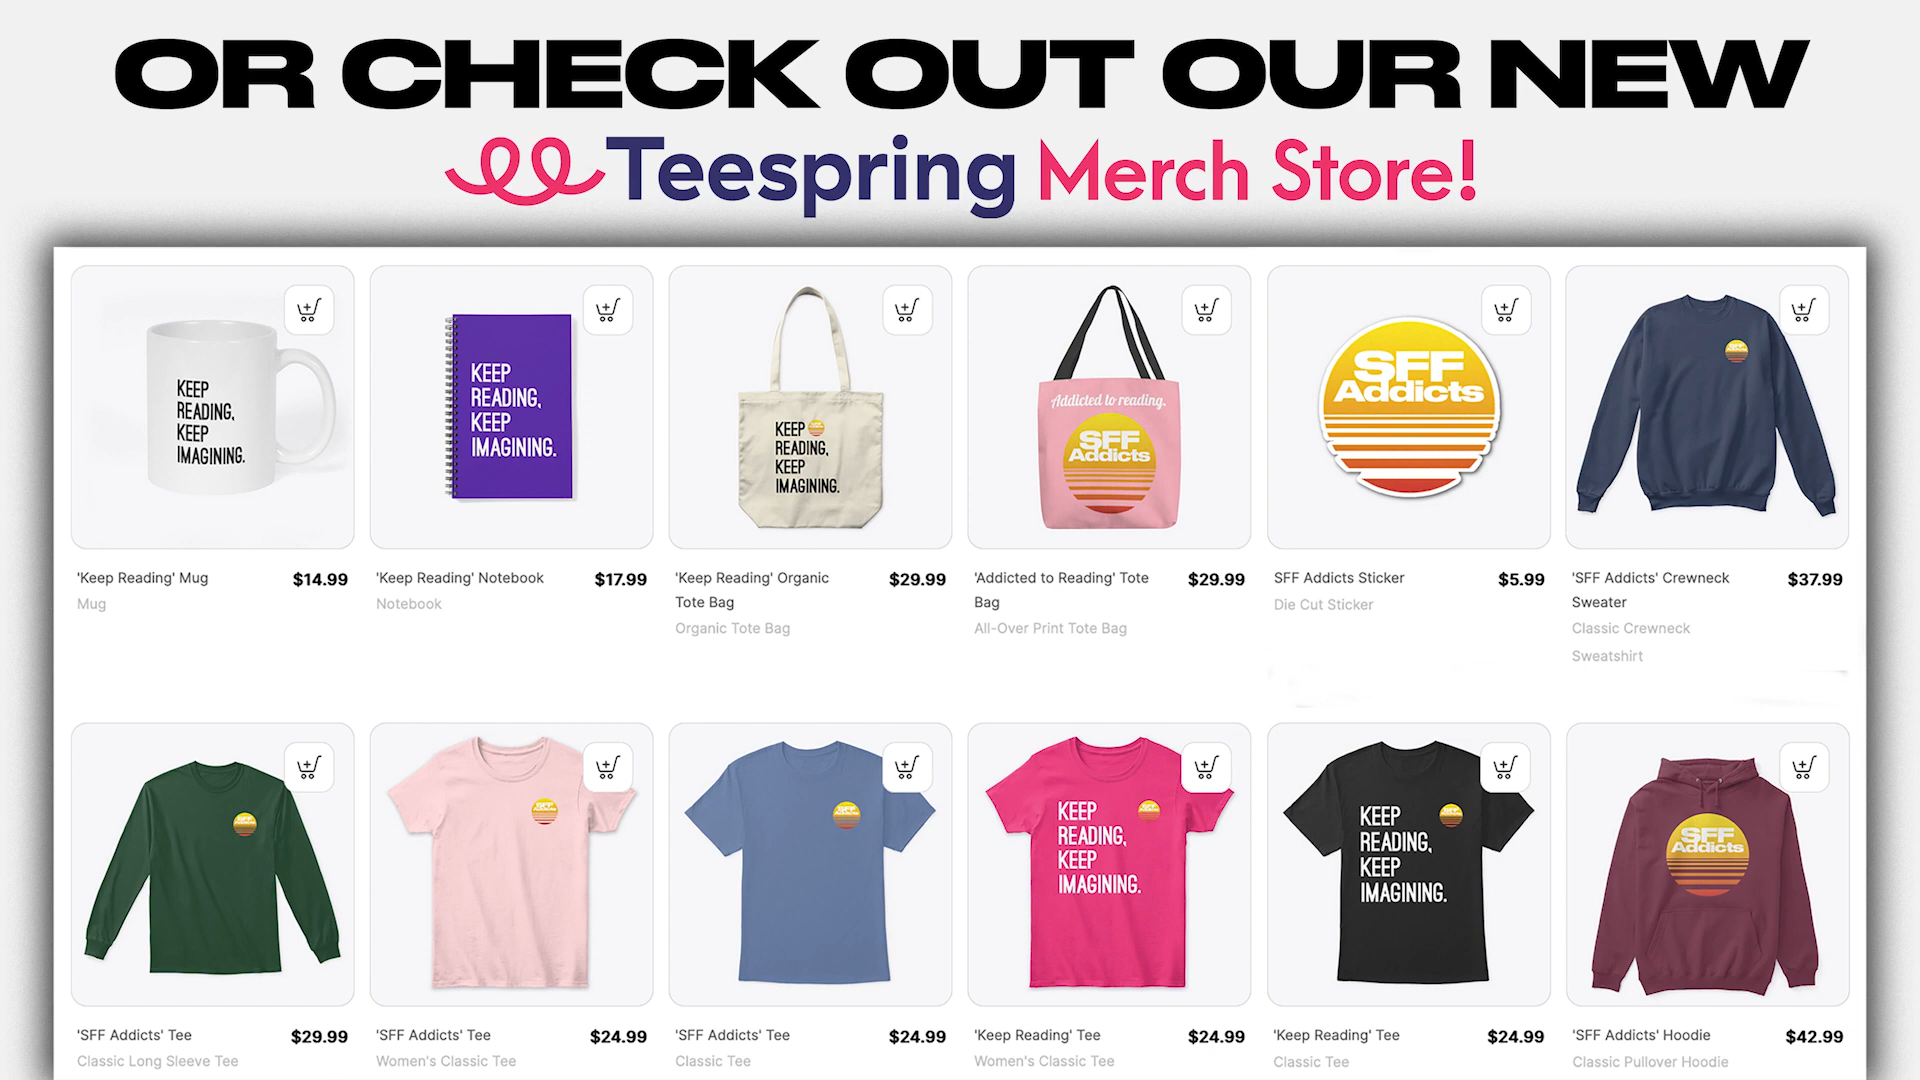 OR CHECK OUT OUR NEW
Teespring Merch Store!
KEEP
READING,
KEEP
IMAGINING.
KEEP
READING,
KEEP
IMAGINING.
KEEP
READING,
KEEP
IMAGINING.
Addicted to reading.
SFF
Addicts
SFF
Addicts
'Keep Reading' Mug
$14.99
Mug
'Keep Reading' Notebook
$17.99
Notebook
'Keep Reading' Organic
Tote Bag
$29.99
Organic Tote Bag
'Addicted to Reading' Tote
Bag
$29.99
All-Over Print Tote Bag
SFF Addicts Sticker
$5.99
Die Cut Sticker
'SFF Addicts' Crewneck
Sweater
$37.99
Classic Crewneck
Sweatshirt
SFF
Addicts
SFF
Addicts
SFF
Addicts
KEEP
READING,
KEEP
IMAGINING.
KEEP
READING,
KEEP
IMAGINING.
SFF
Addicts
'SFF Addicts' Tee
$29.99
Classic Long Sleeve Tee
'SFF Addicts' Tee
$24.99
Women's Classic Tee
'SFF Addicts' Tee
$24.99
Classic Tee
'Keep Reading' Tee
$24.99
Women's Classic Tee
'Keep Reading' Tee
$24.99
Classic Tee
'SFF Addicts' Hoodie
$42.99
Classic Pullover Hoodie